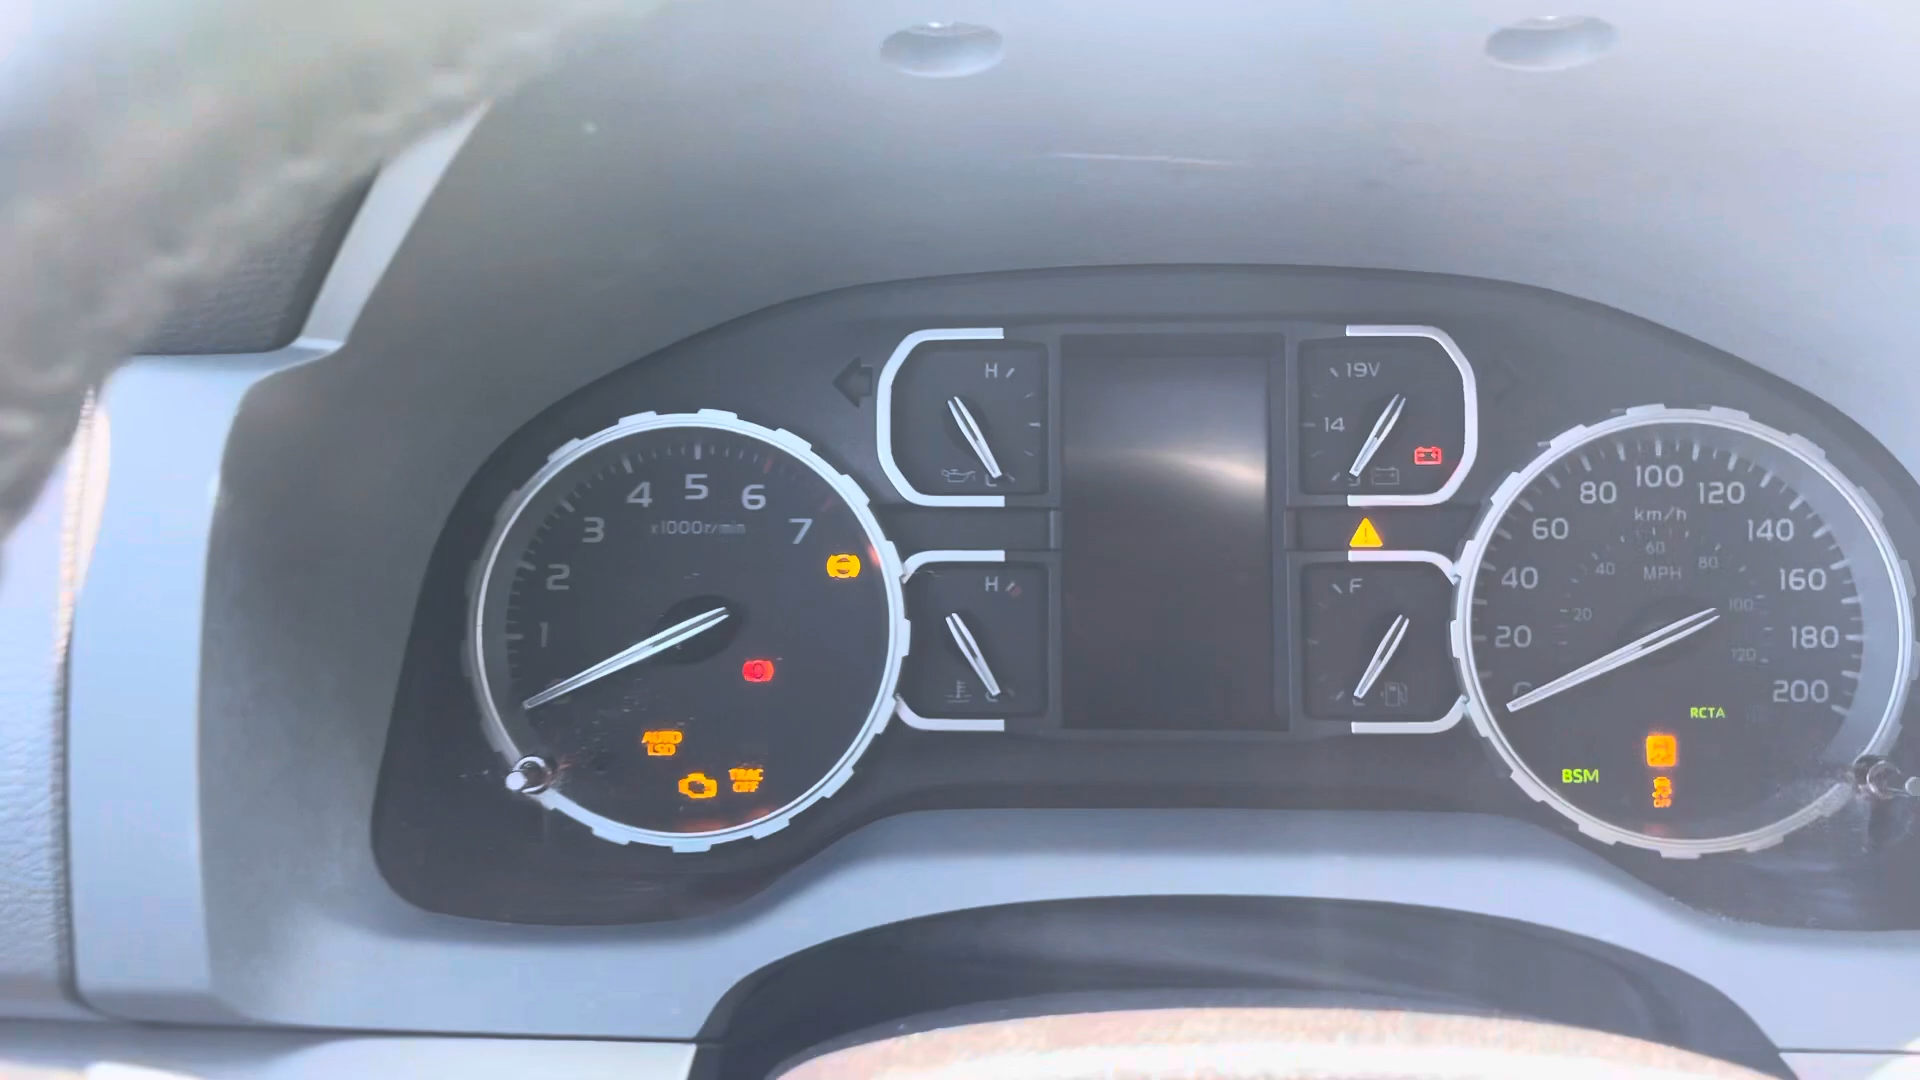 H
19V
14
4 5 6
3 7
x1000r/min
2
1
H
F
100
80 120
km/h
60 140
60
40 80
MPH
40 160
20 100
20 180
120
200
RCTA
BSM
AUTO
LSD
TRAC
OFF